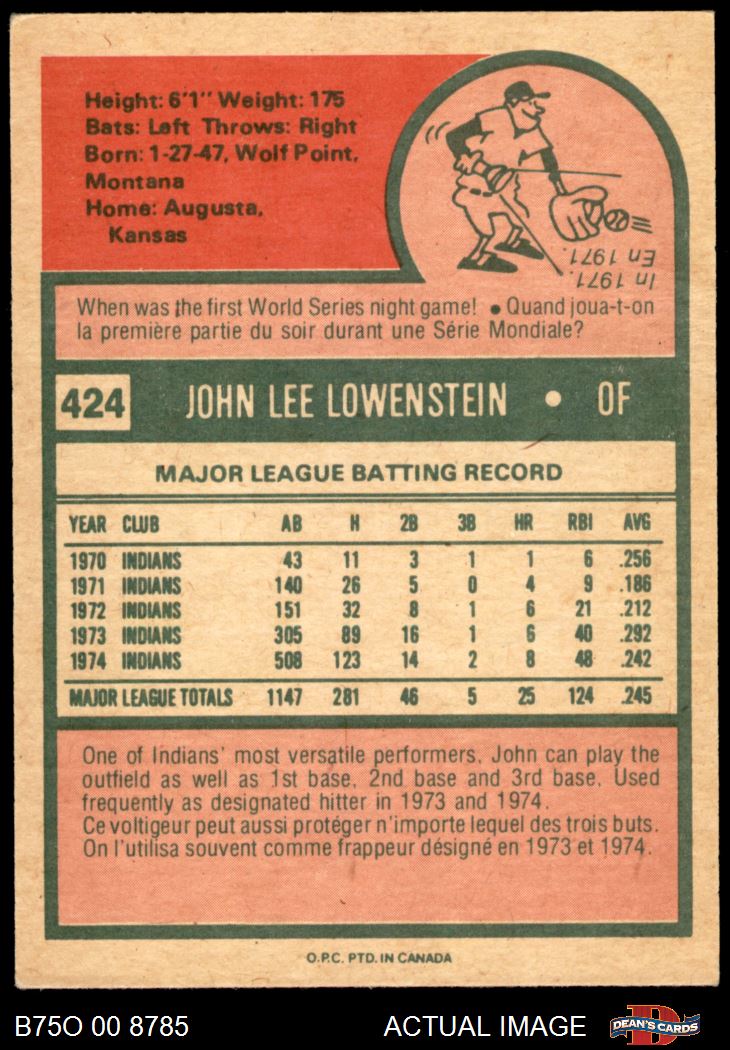 Height: 6'1" Weight: 175
Bats: Left Throws: Right
Born: 1-27-47, Wolf Point,
Montana
Home: Augusta,
Kansas
In 1971.
En 1971.
When was the first World Series night game! • Quand joua-t-on
la première partie du soir durant une Série Mondiale?
424 JOHN LEE LOWENSTEIN • OF
MAJOR LEAGUE BATTING RECORD
YEAR CLUB AB H 2B 3B HR RBI AVG
1970 INDIANS 43 11 3 1 1 6 .256
1971 INDIANS 140 26 5 0 4 9 .186
1972 INDIANS 151 32 8 1 6 21 .212
1973 INDIANS 305 89 16 1 6 40 .292
1974 INDIANS 508 123 14 2 8 48 .242
MAJOR LEAGUE TOTALS 1147 281 46 5 25 124 .245
One of Indians' most versatile performers, John can play the
outfield as well as 1st base, 2nd base and 3rd base. Used
frequently as designated hitter in 1973 and 1974.
Ce voltigeur peut aussi protéger n'importe lequel des trois buts.
On l'utilisa souvent comme frappeur désigné en 1973 et 1974.
O.P.C. PTD. IN CANADA
B75O 00 8785 ACTUAL IMAGE DEAN'S CARDS